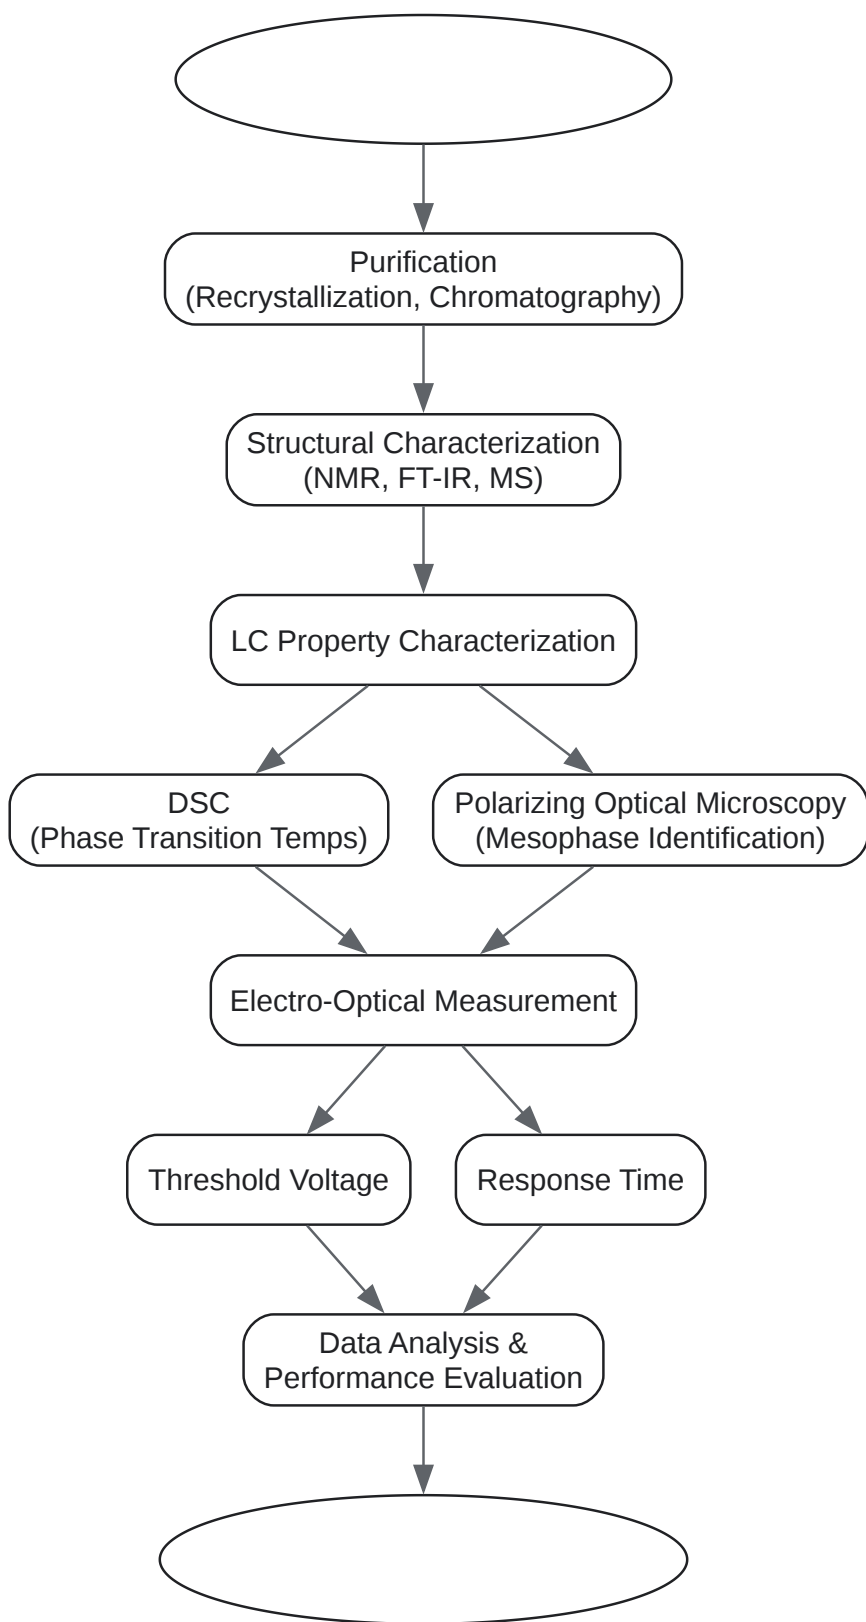 Purification
(Recrystallization, Chromatography)
Structural Characterization
(NMR, FT-IR, MS)
LC Property Characterization
DSC
(Phase Transition Temps)
Polarizing Optical Microscopy
(Mesophase Identification)
Electro-Optical Measurement
Threshold Voltage
Response Time
Data Analysis &
Performance Evaluation